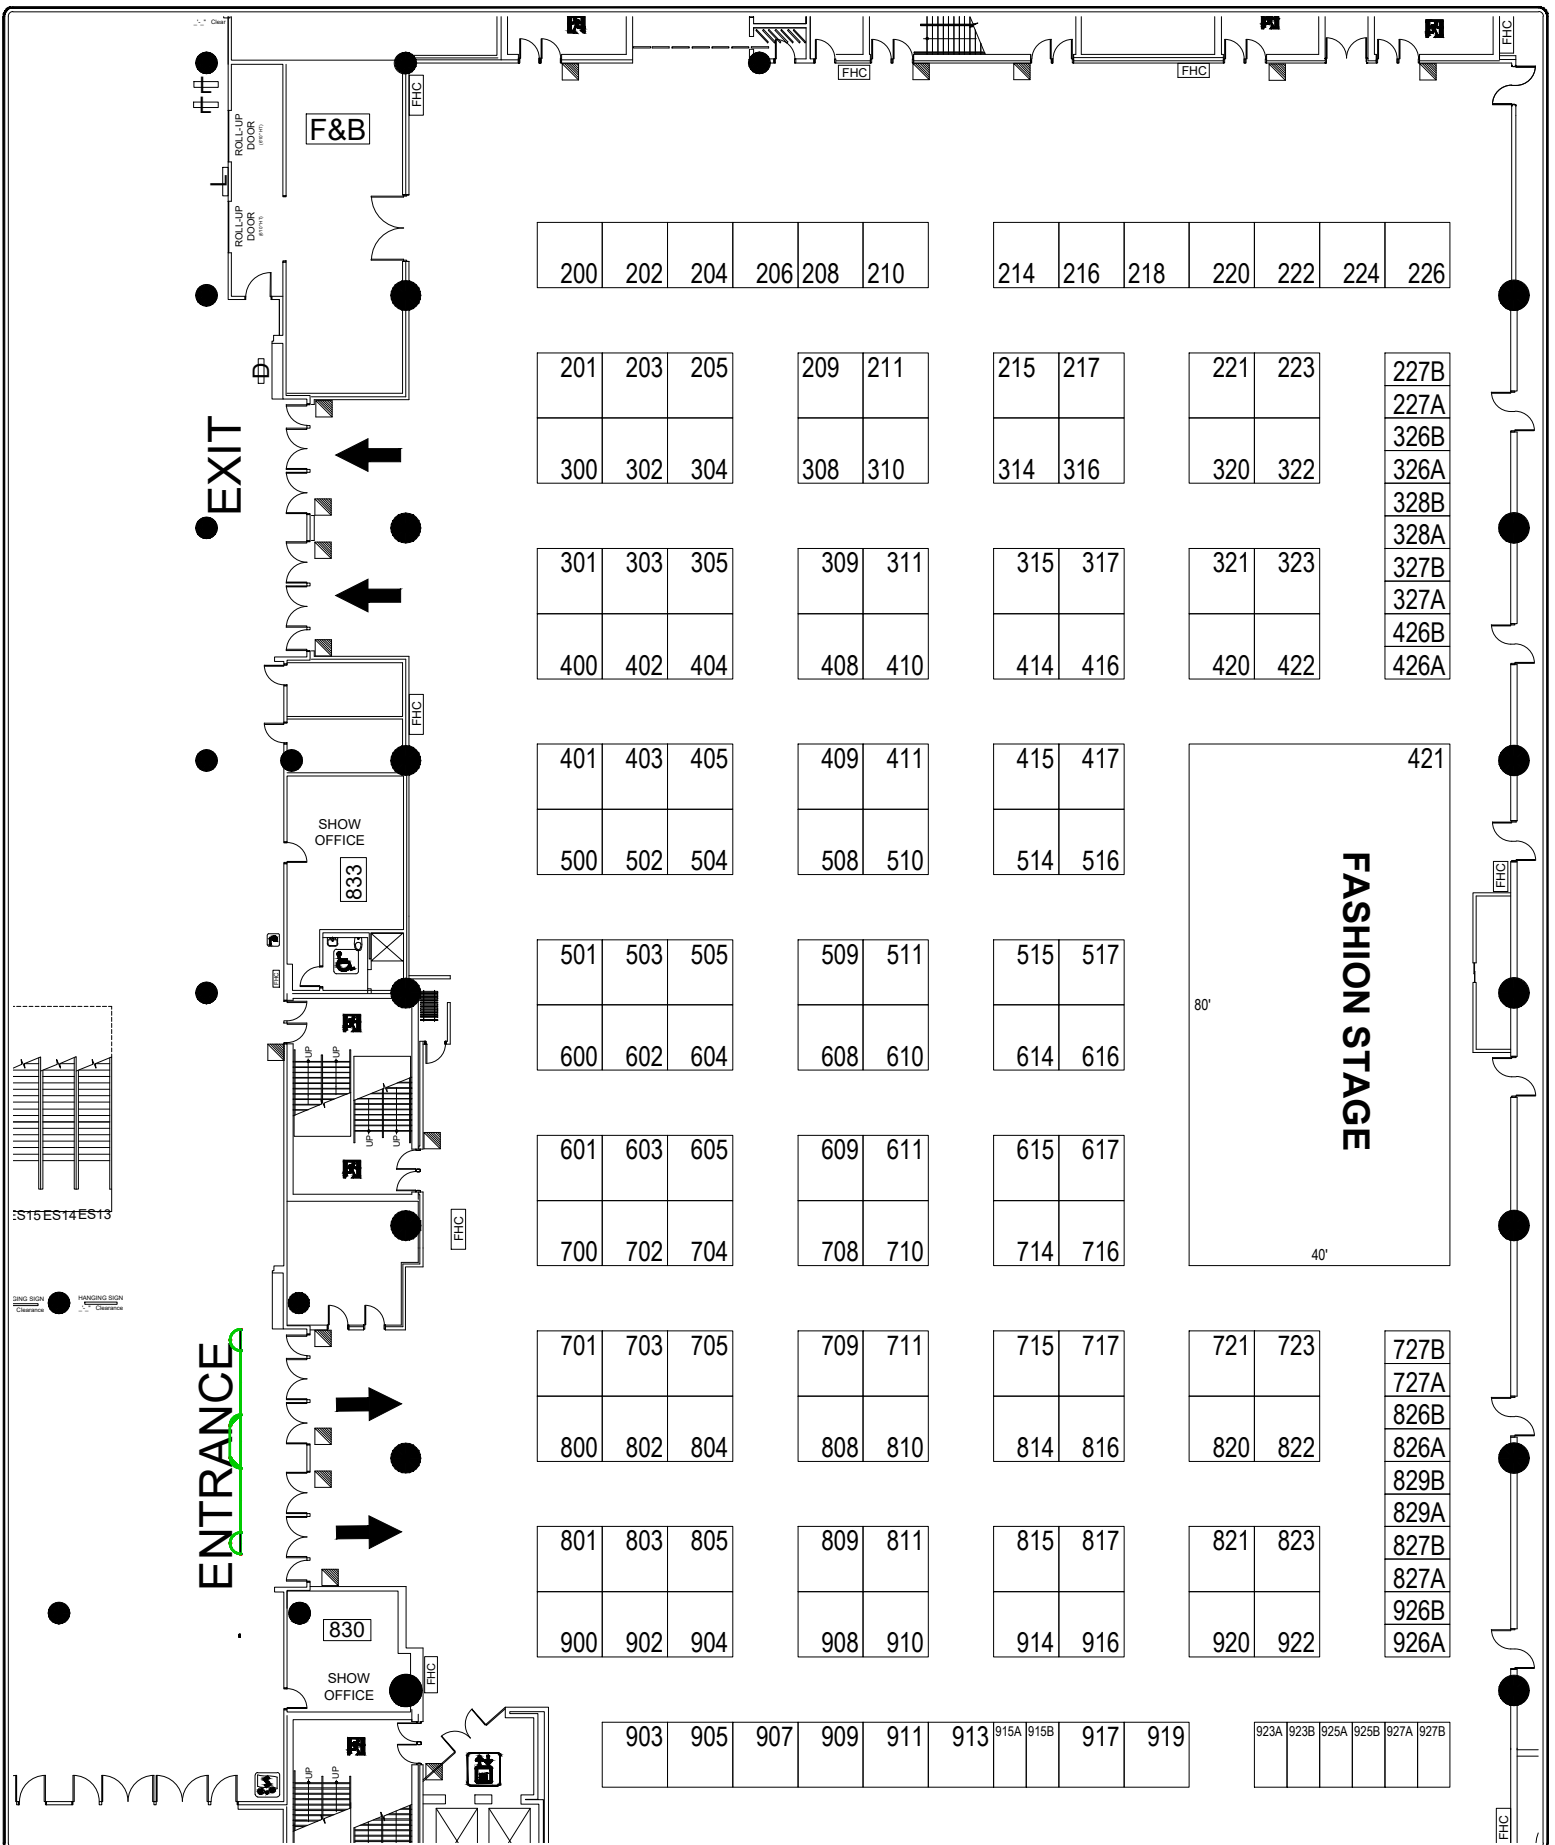 Clear
FHC
FHC
FHC
FHC
ROLL-UP
DOOR
F&B
L
L
L
ROLL-UP
DOOR
200 202 204 206 208 210 214 216 218 220 222 224 226
201 203 205 209 211 215 217 221 223 227B
227A
D
326B
300 302 304 308 310 314 316 320 322 326A
EXIT
328B
328A
301 303 305 309 311 315 317 321 323 327B
327A
426B
400 402 404 408 410 414 416 420 422 426A
FHC
401 403 405 409 411 415 417 421
SHOW
OFFICE
833
500 502 504 508 510 514 516
FHC
FASHION STAGE
501 503 505 509 511 515 517
FHC
80'
600 602 604 608 610 614 616
UP UP
UP UP
601 603 605 609 611 615 617
ES15 ES14 ES13
FHC
700 702 704 708 710 714 716
40'
GING SIGN
Clearance
HANGING SIGN
Clearance
701 703 705 709 711 715 717 721 723 727B
727A
ENTRANCE
826B
800 802 804 808 810 814 816 820 822 826A
829B
829A
801 803 805 809 811 815 817 821 823 827B
827A
830
926B
900 902 904 908 910 914 916 920 922 926A
SHOW
OFFICE
FHC
903 905 907 909 911 913 915A 915B 917 919 923A 923B 925A 925B 927A 927B
UP UP
FHC